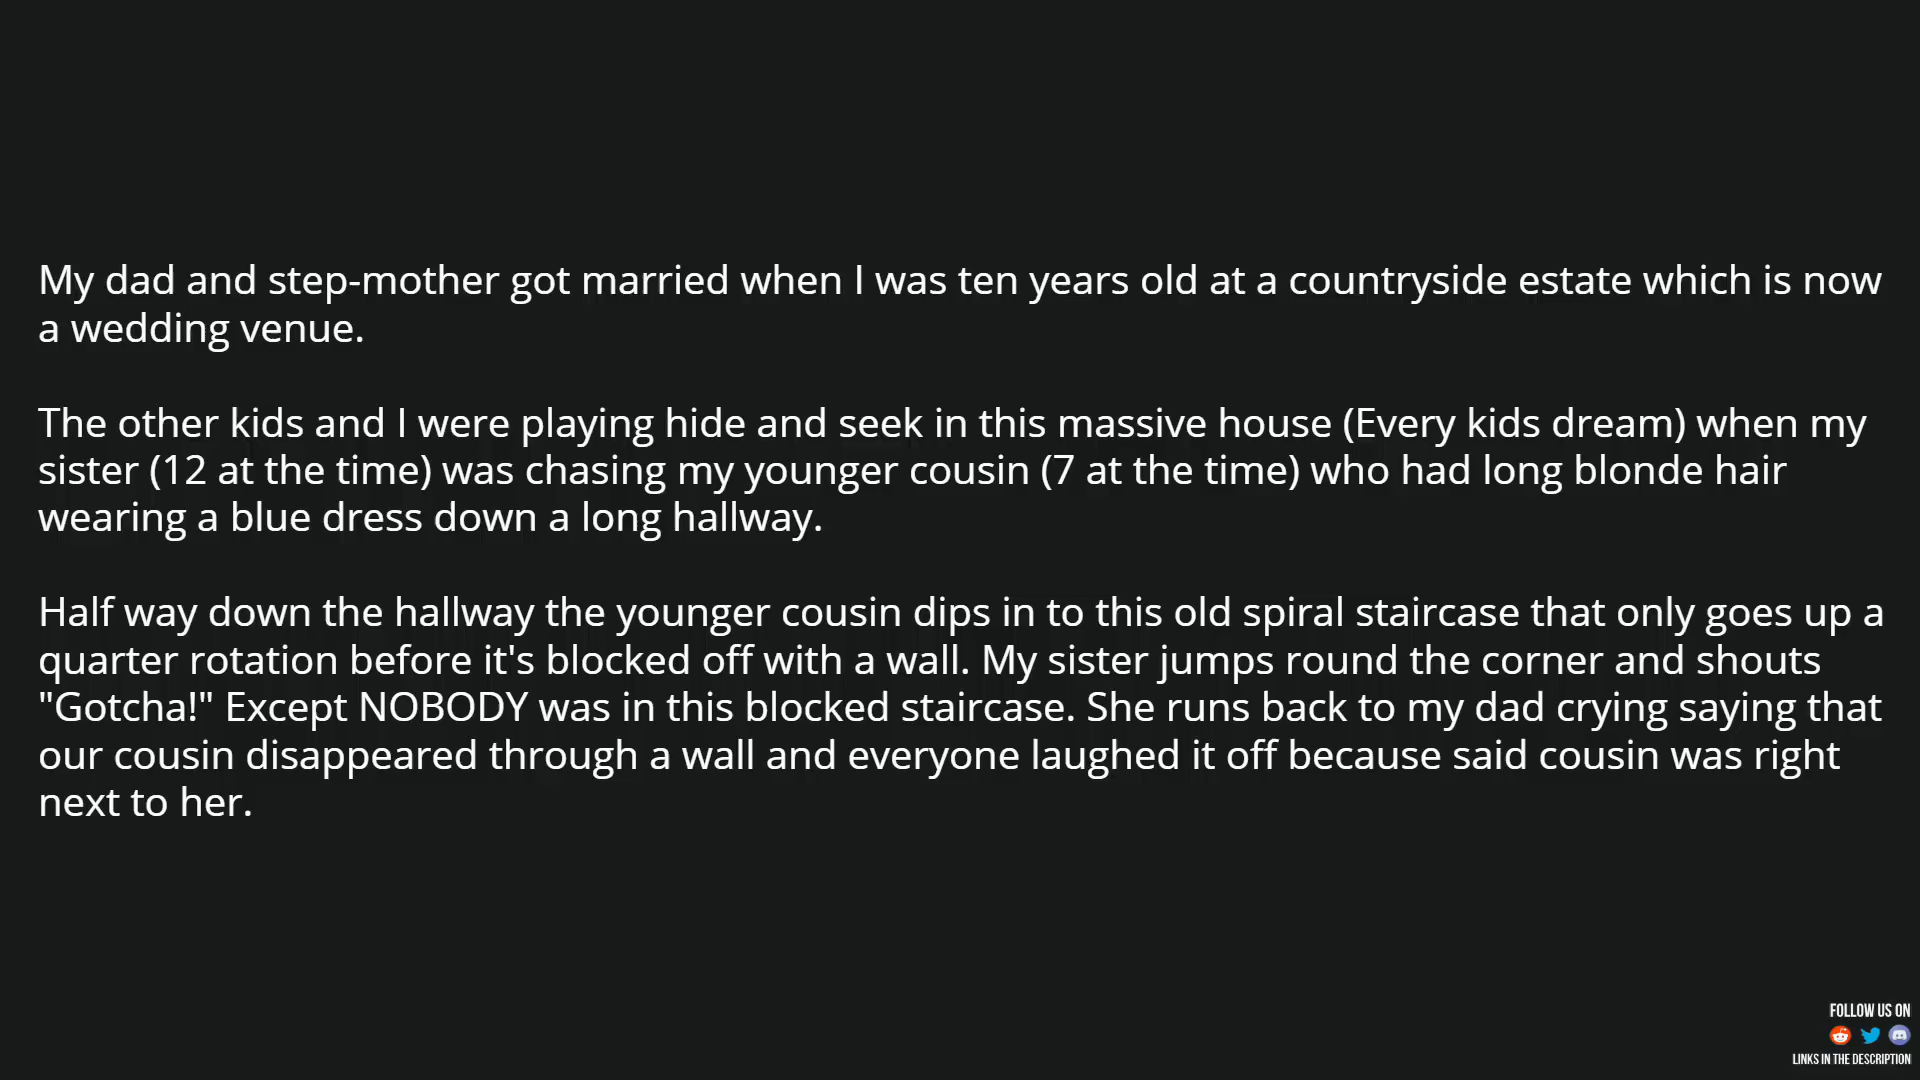 My dad and step-mother got married when I was ten years old at a countryside estate which is now
a wedding venue.
The other kids and I were playing hide and seek in this massive house (Every kids dream) when my
sister (12 at the time) was chasing my younger cousin (7 at the time) who had long blonde hair
wearing a blue dress down a long hallway.
Half way down the hallway the younger cousin dips in to this old spiral staircase that only goes up a
quarter rotation before it's blocked off with a wall. My sister jumps round the corner and shouts
"Gotcha!" Except NOBODY was in this blocked staircase. She runs back to my dad crying saying that
our cousin disappeared through a wall and everyone laughed it off because said cousin was right
next to her.
FOLLOW US ON
LINKS IN THE DESCRIPTION